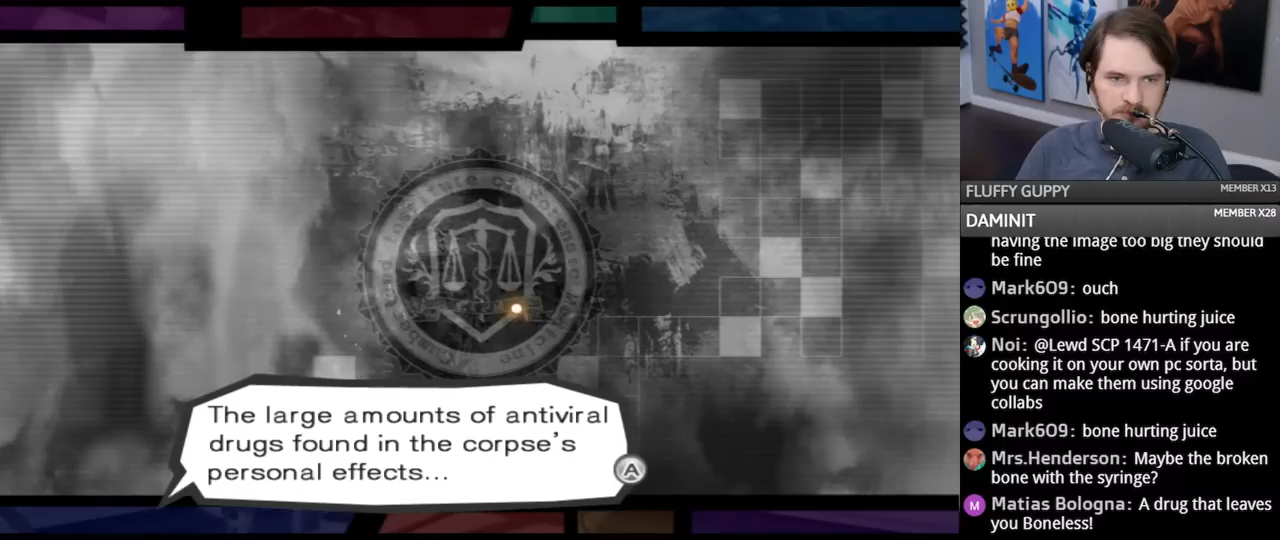 The large amounts of antiviral
drugs found in the corpse's
personal effects...
A
FLUFFY GUPPY
MEMBER X13
DAMINIT
MEMBER X28
having the image too big they should
be fine
Mark609: ouch
Scrungollio: bone hurting juice
Noi: @Lewd SCP 1471-A if you are
cooking it on your own pc sorta, but
you can make them using google
collabs
Mark609: bone hurting juice
Mrs.Henderson: Maybe the broken
bone with the syringe?
M
Matias Bologna: A drug that leaves
you Boneless!